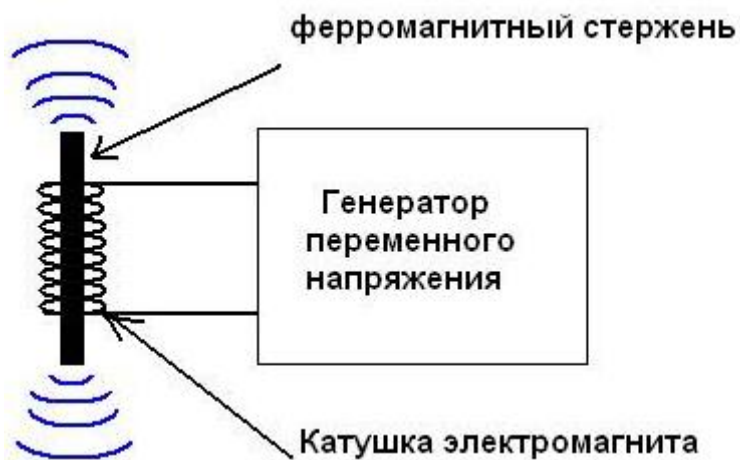 ферромагнитный стержень
Генератор
переменного
напряжения
Катушка электромагнита